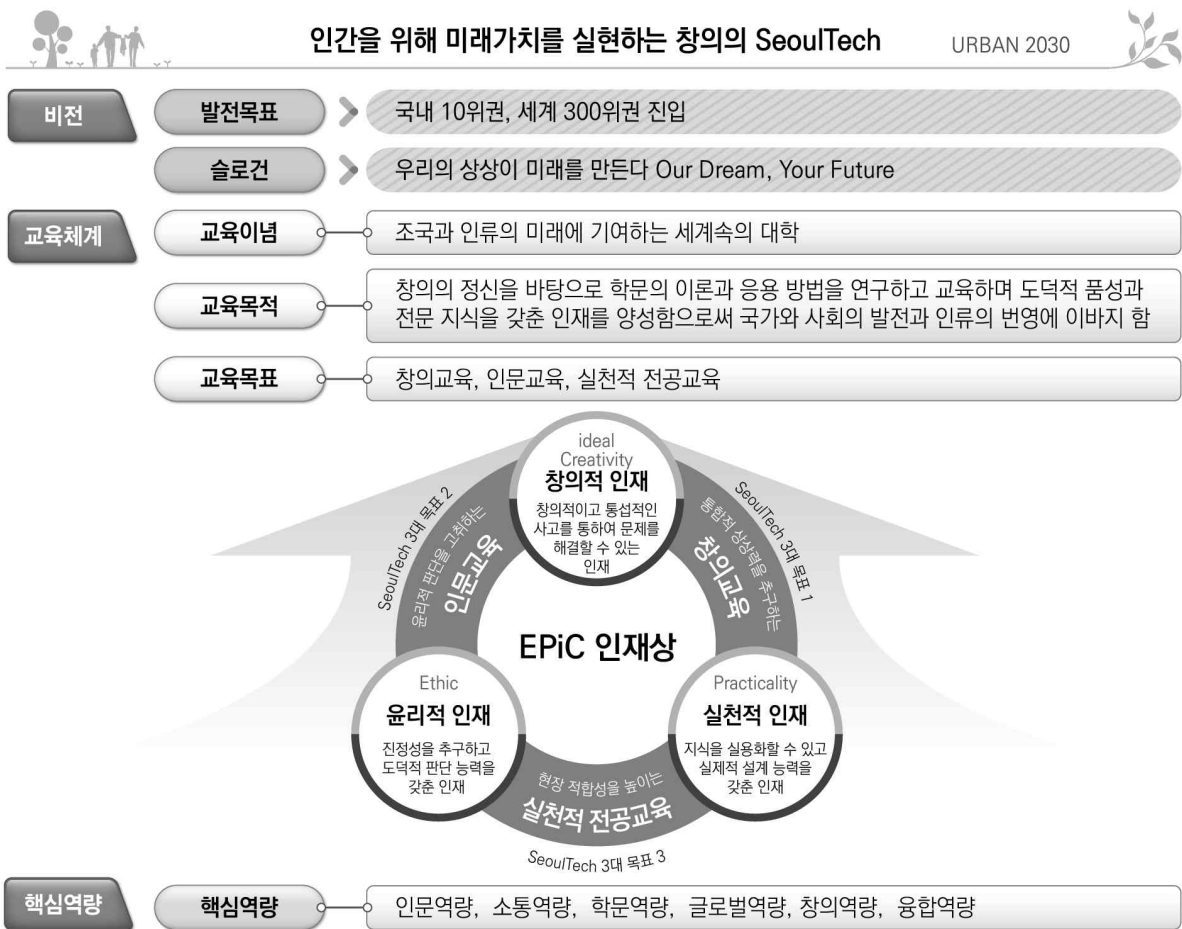 인간을 위해 미래가치를 실현하는 창의의 SeoulTech
URBAN 2030
비전
발전목표
국내 10위권, 세계 300위권 진입
슬로건
우리의 상상이 미래를 만든다 Our Dream, Your Future
교육체계
교육이념
조국과 인류의 미래에 기여하는 세계속의 대학
교육목적
창의의 정신을 바탕으로 학문의 이론과 응용 방법을 연구하고 교육하며 도덕적 품성과
전문 지식을 갖춘 인재를 양성함으로써 국가와 사회의 발전과 인류의 번영에 이바지 함
교육목표
창의교육, 인문교육, 실천적 전공교육
ideal
Creativity
창의적 인재
창의적이고 통섭적인
사고를 통하여 문제를
해결할 수 있는
인재
SeoulTech 3대 목표 2
윤리적 판단을 고취하는
인문교육
SeoulTech 3대 목표 1
통합적 상상력을 추구하는
창의교육
EPiC 인재상
Ethic
윤리적 인재
진정성을 추구하고
도덕적 판단 능력을
갖춘 인재
Practicality
실천적 인재
지식을 실용화할 수 있고
실제적 설계 능력을
갖춘 인재
현장 적합성을 높이는
실천적 전공교육
SeoulTech 3대 목표 3
핵심역량
핵심역량
인문역량, 소통역량, 학문역량, 글로벌역량, 창의역량, 융합역량